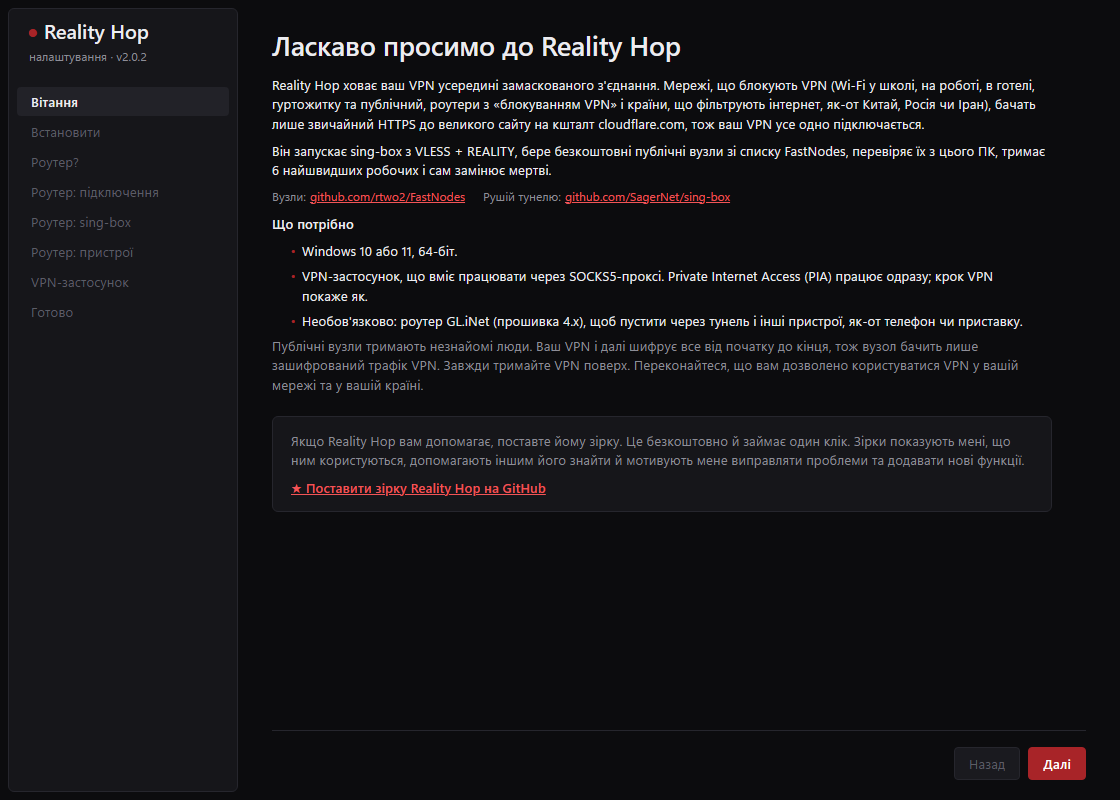 Reality Hop
налаштування · v2.0.2
Вітання
Встановити
Роутер?
Роутер: підключення
Роутер: sing-box
Роутер: пристрої
VPN-застосунок
Готово
Ласкаво просимо до Reality Hop
Reality Hop ховає ваш VPN усередині замаскованого з'єднання. Мережі, що блокують VPN (Wi-Fi у школі, на роботі, в готелі,
гуртожитку та публічний, роутери з «блокуванням VPN» і країни, що фільтрують інтернет, як-от Китай, Росія чи Іран), бачать
лише звичайний HTTPS до великого сайту на кшталт cloudflare.com, тож ваш VPN усе одно підключається.
Він запускає sing-box з VLESS + REALITY, бере безкоштовні публічні вузли зі списку FastNodes, перевіряє їх з цього ПК, тримає
6 найшвидших робочих і сам замінює мертві.
Вузли: github.com/rtwo2/FastNodes Рушій тунелю: github.com/SagerNet/sing-box
Що потрібно
• Windows 10 або 11, 64-біт.
• VPN-застосунок, що вміє працювати через SOCKS5-проксі. Private Internet Access (PIA) працює одразу; крок VPN
покаже як.
• Необов'язково: роутер GL.iNet (прошивка 4.x), щоб пустити через тунель і інші пристрої, як-от телефон чи приставку.
Публічні вузли тримають незнайомі люди. Ваш VPN і далі шифрує все від початку до кінця, тож вузол бачить лише
зашифрований трафік VPN. Завжди тримайте VPN поверх. Переконайтеся, що вам дозволено користуватися VPN у вашій
мережі та у вашій країні.
Якщо Reality Hop вам допомагає, поставте йому зірку. Це безкоштовно й займає один клік. Зірки показують мені, що
ним користуються, допомагають іншим його знайти й мотивують мене виправляти проблеми та додавати нові функції.
★ Поставити зірку Reality Hop на GitHub
Назад
Далі